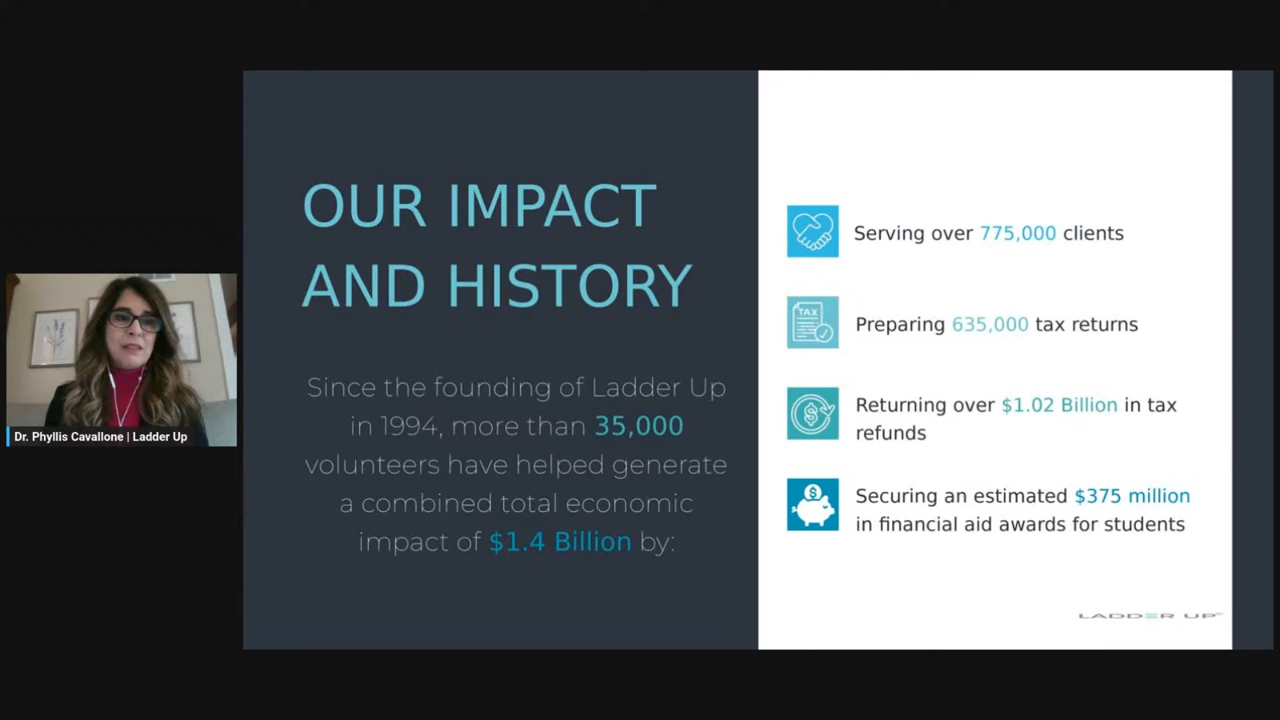 OUR IMPACT
AND HISTORY
Since the founding of Ladder Up
in 1994, more than 35,000
volunteers have helped generate
a combined total economic
impact of $1.4 Billion by:
Serving over 775,000 clients
TAX
Preparing 635,000 tax returns
Returning over $1.02 Billion in tax
refunds
Securing an estimated $375 million
in financial aid awards for students
LADDER UP
Dr. Phyllis Cavallone | Ladder Up